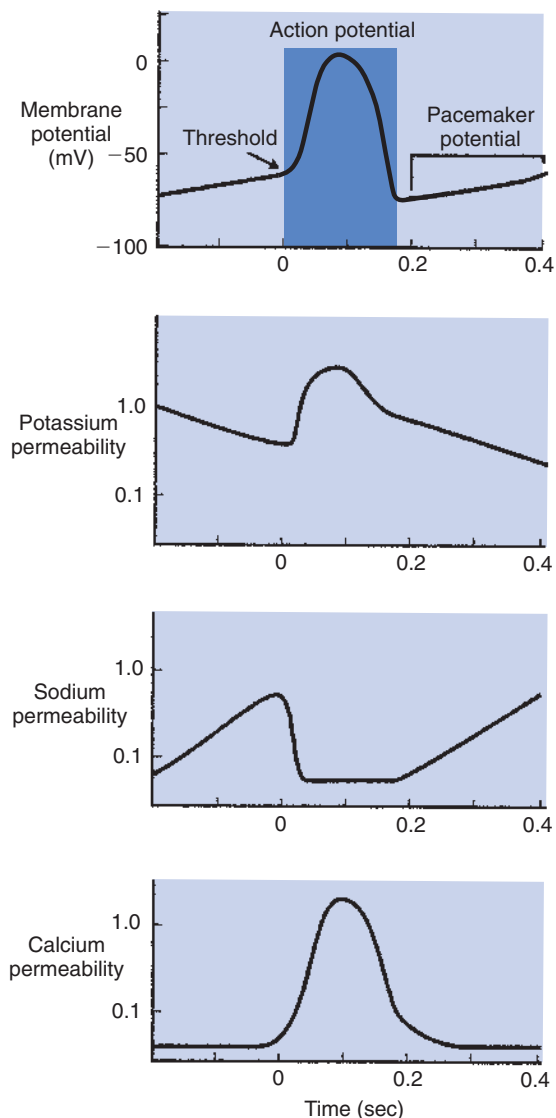 Action potential
0
Membrane
potential
(mV)
Threshold
Pacemaker
potential
−50
−100
0
0.2
0.4
Potassium
permeability
1.0
0.1
0
0.2
0.4
Sodium
permeability
1.0
0.1
0
0.2
0.4
Calcium
permeability
1.0
0.1
0
0.2
0.4
Time (sec)